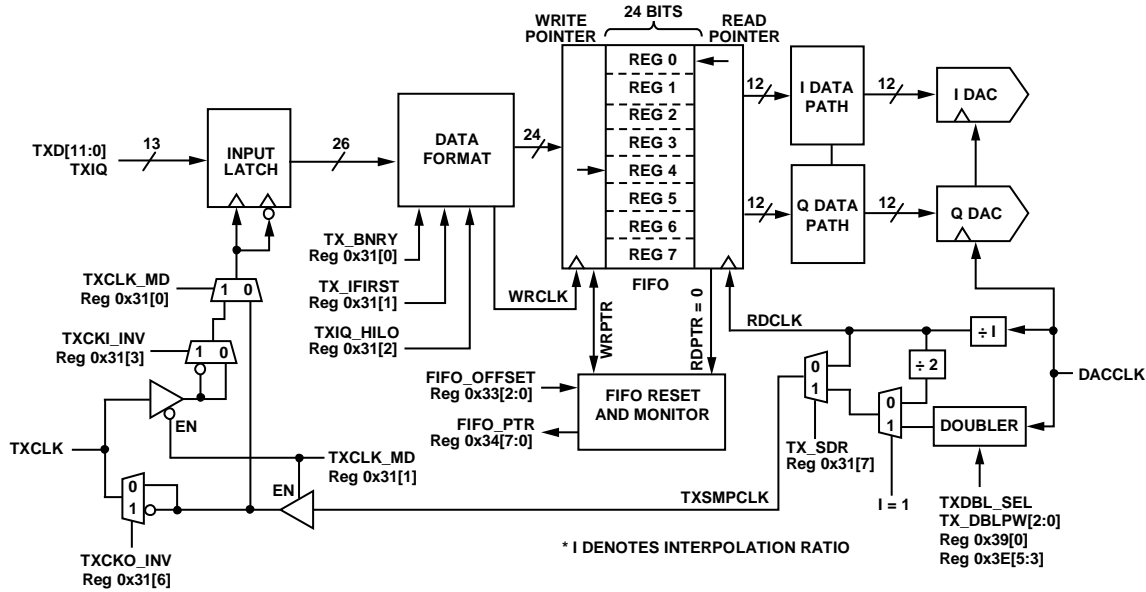 24 BITS
WRITE
POINTER
READ
POINTER
REG 0
REG 1
REG 2
REG 3
REG 4
REG 5
REG 6
REG 7
FIFO
TXD[11:0]
TXIQ
13
INPUT
LATCH
26
DATA
FORMAT
24
12
I DATA
PATH
12
I DAC
12
Q DATA
PATH
12
Q DAC
TX_BNRY
Reg 0x31[0]
TX_IFIRST
Reg 0x31[1]
TXIQ_HILO
Reg 0x31[2]
WRCLK
WRPTR
RDPTR = 0
RDCLK
÷ I
÷ 2
DACCLK
TXCLK_MD
Reg 0x31[0]
1 0
TXCKI_INV
Reg 0x31[3]
1 0
EN
TXCLK
TXCLK_MD
Reg 0x31[1]
EN
0
1
TXCKO_INV
Reg 0x31[6]
FIFO_OFFSET
Reg 0x33[2:0]
FIFO_PTR
Reg 0x34[7:0]
FIFO RESET
AND MONITOR
0
1
TX_SDR
Reg 0x31[7]
0
1
I = 1
DOUBLER
TXSMPCLK
TXDBL_SEL
TX_DBLPW[2:0]
Reg 0x39[0]
Reg 0x3E[5:3]
* I DENOTES INTERPOLATION RATIO